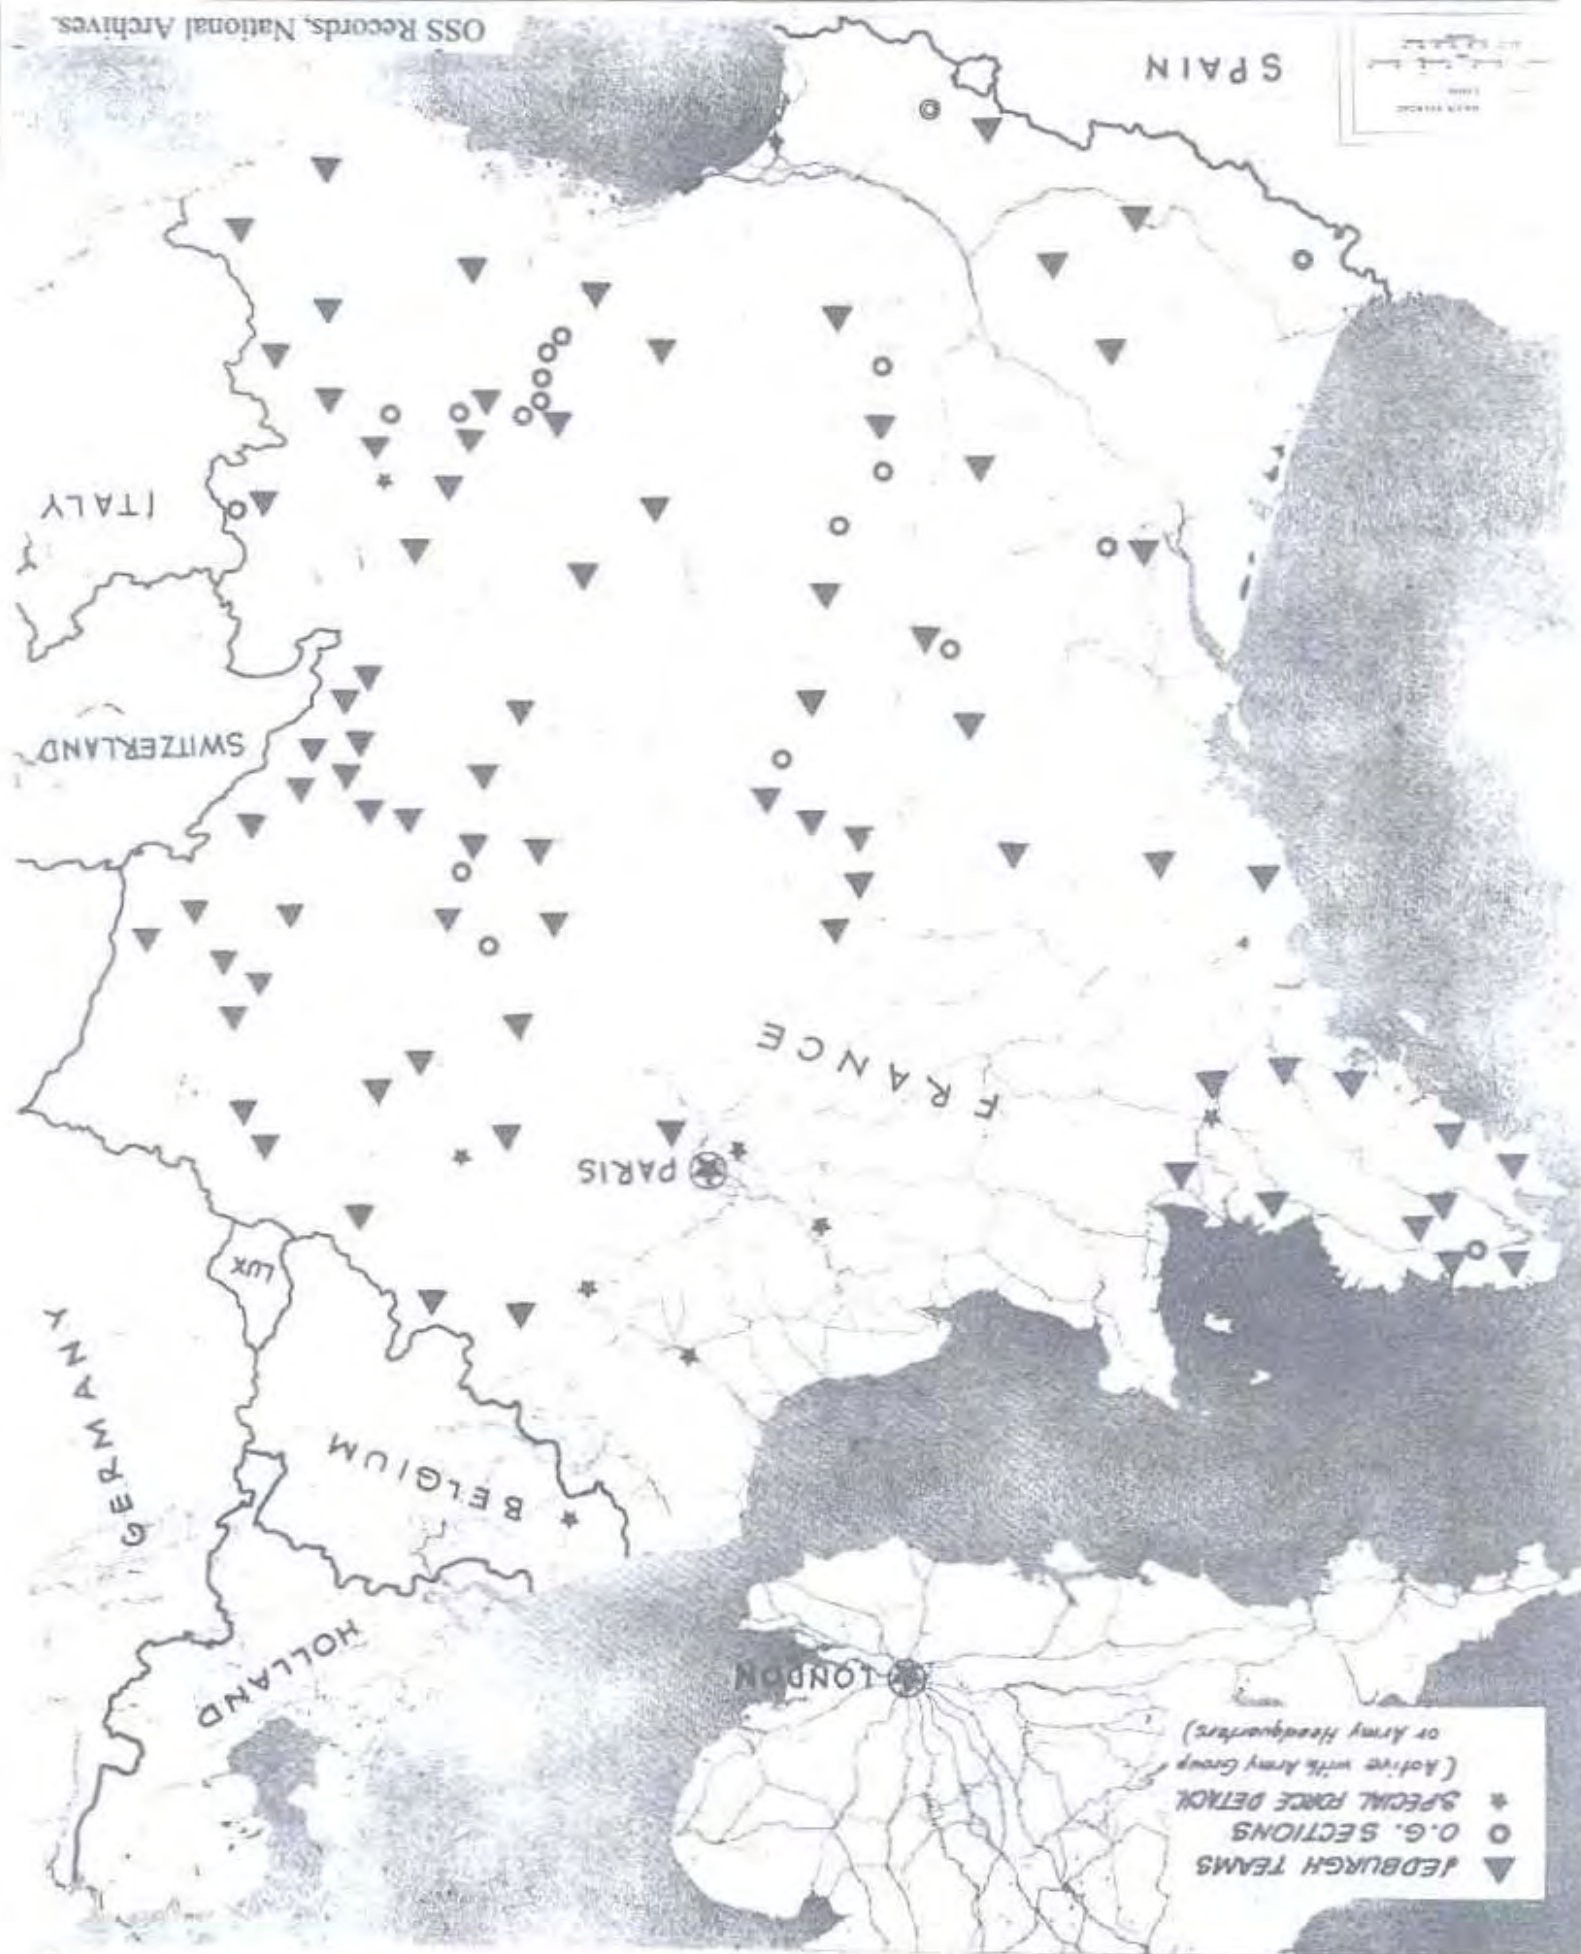 JEDBURGH TEAMS
O.G. SECTIONS
SPECIAL FORCE DETACH.
(Active with Army Group
or Army Headquarters)
LONDON
HOLLAND
BELGIUM
GERMANY
LUX
PARIS
FRANCE
SWITZERLAND
ITALY
SPAIN
OSS Records, National Archives.